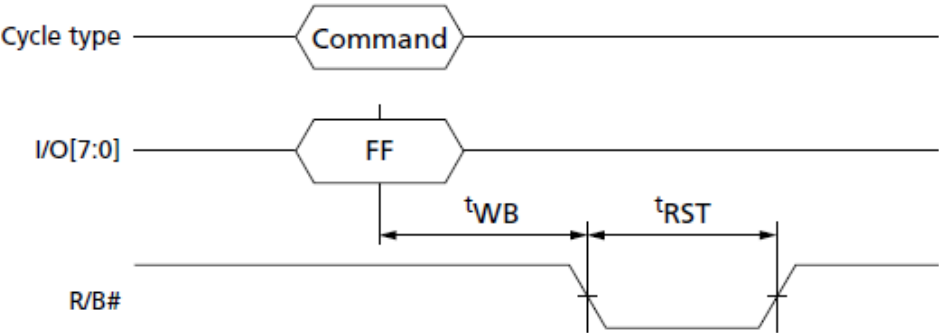 Cycle type
Command
I/O[7:0]
FF
tWB
tRST
R/B#